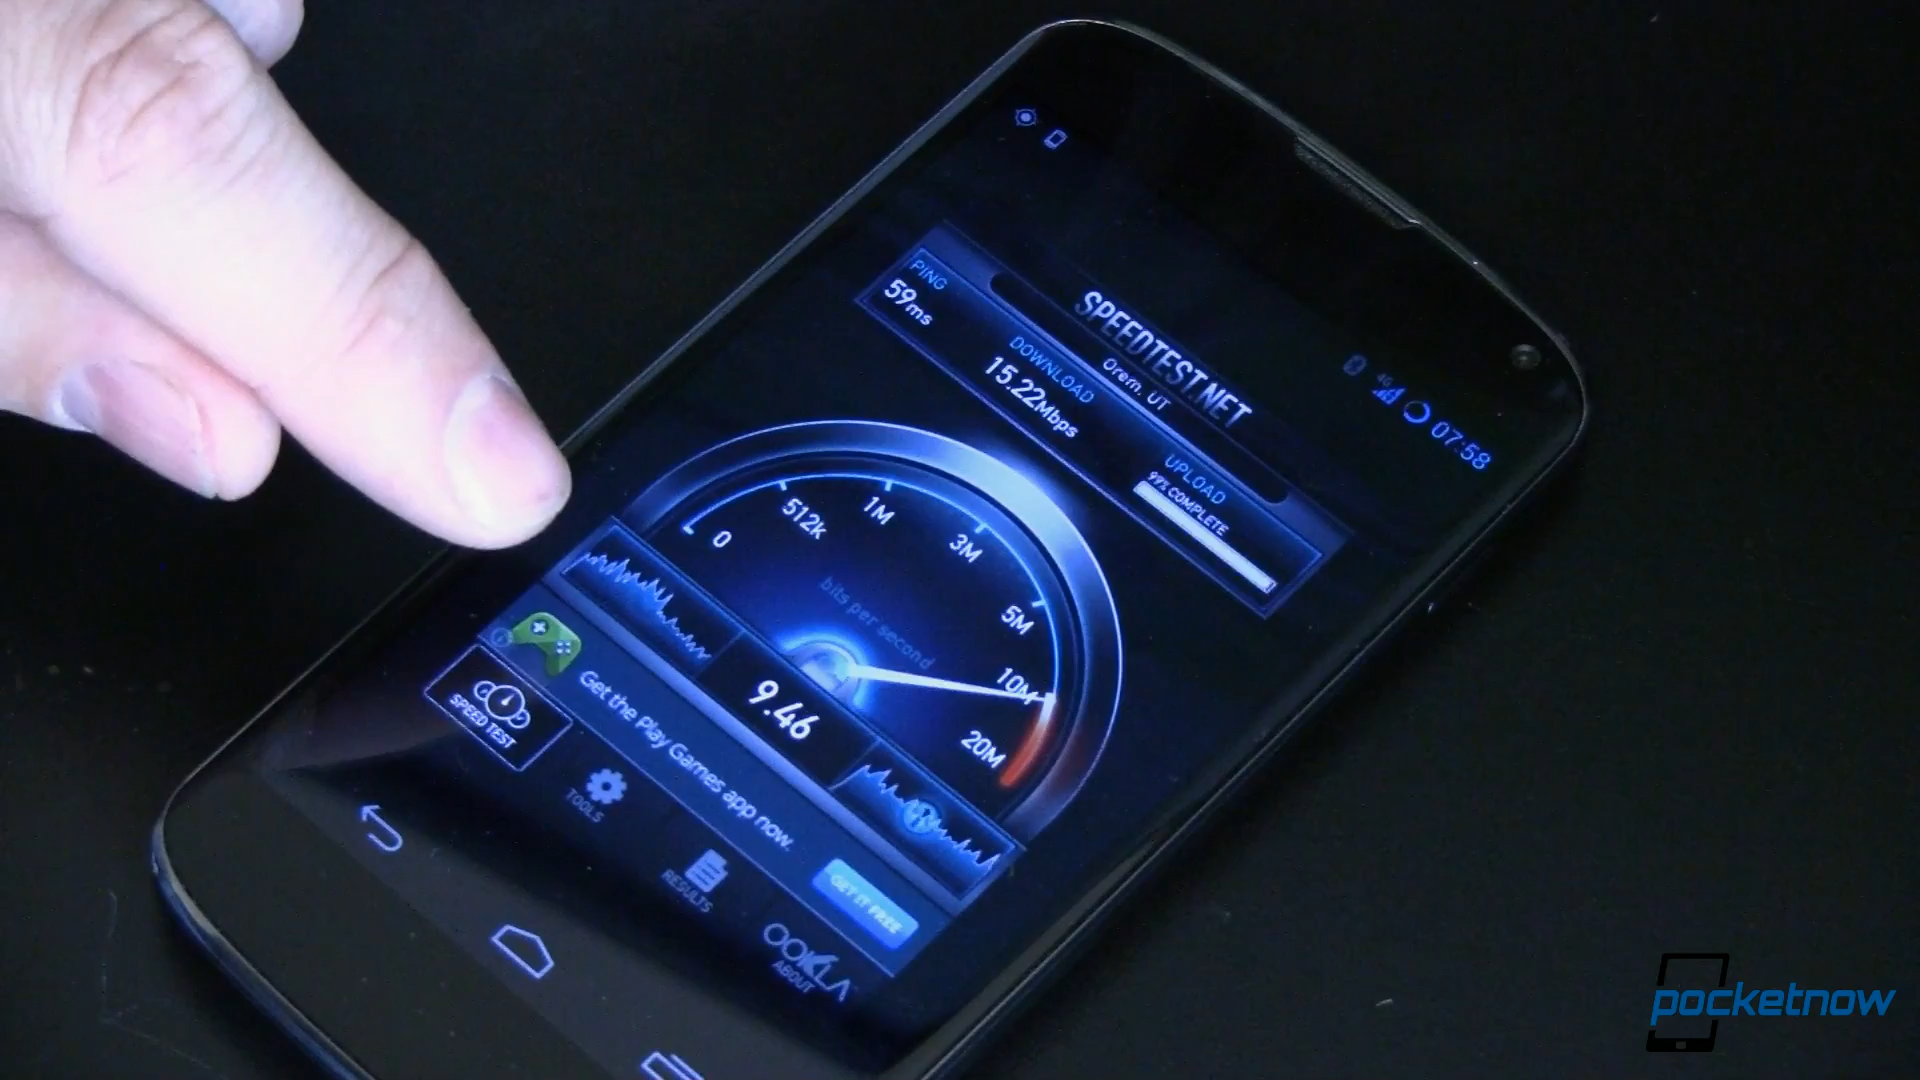 4G 07:58
SPEEDTEST.NET
Orem, UT
PING
59ms
DOWNLOAD
15.22Mbps
UPLOAD
99% COMPLETE
0
512k
1M
3M
5M
10M
20M
bits per second
9.46
Get the Play Games app now.
GET IT FREE
SPEED TEST
TOOLS
RESULTS
OOKLA
ABOUT
pocketnow